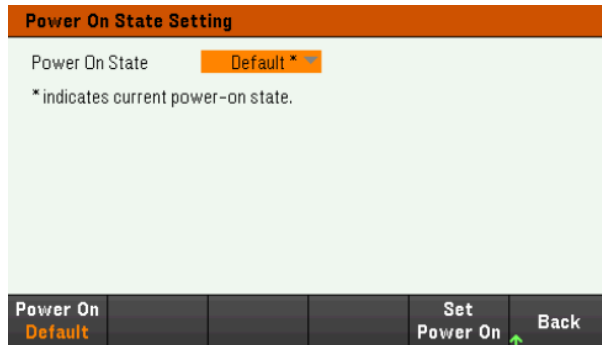 Power On State Setting
Power On State Default *
* indicates current power-on state.
Power On
Default
Set
Power On
Back